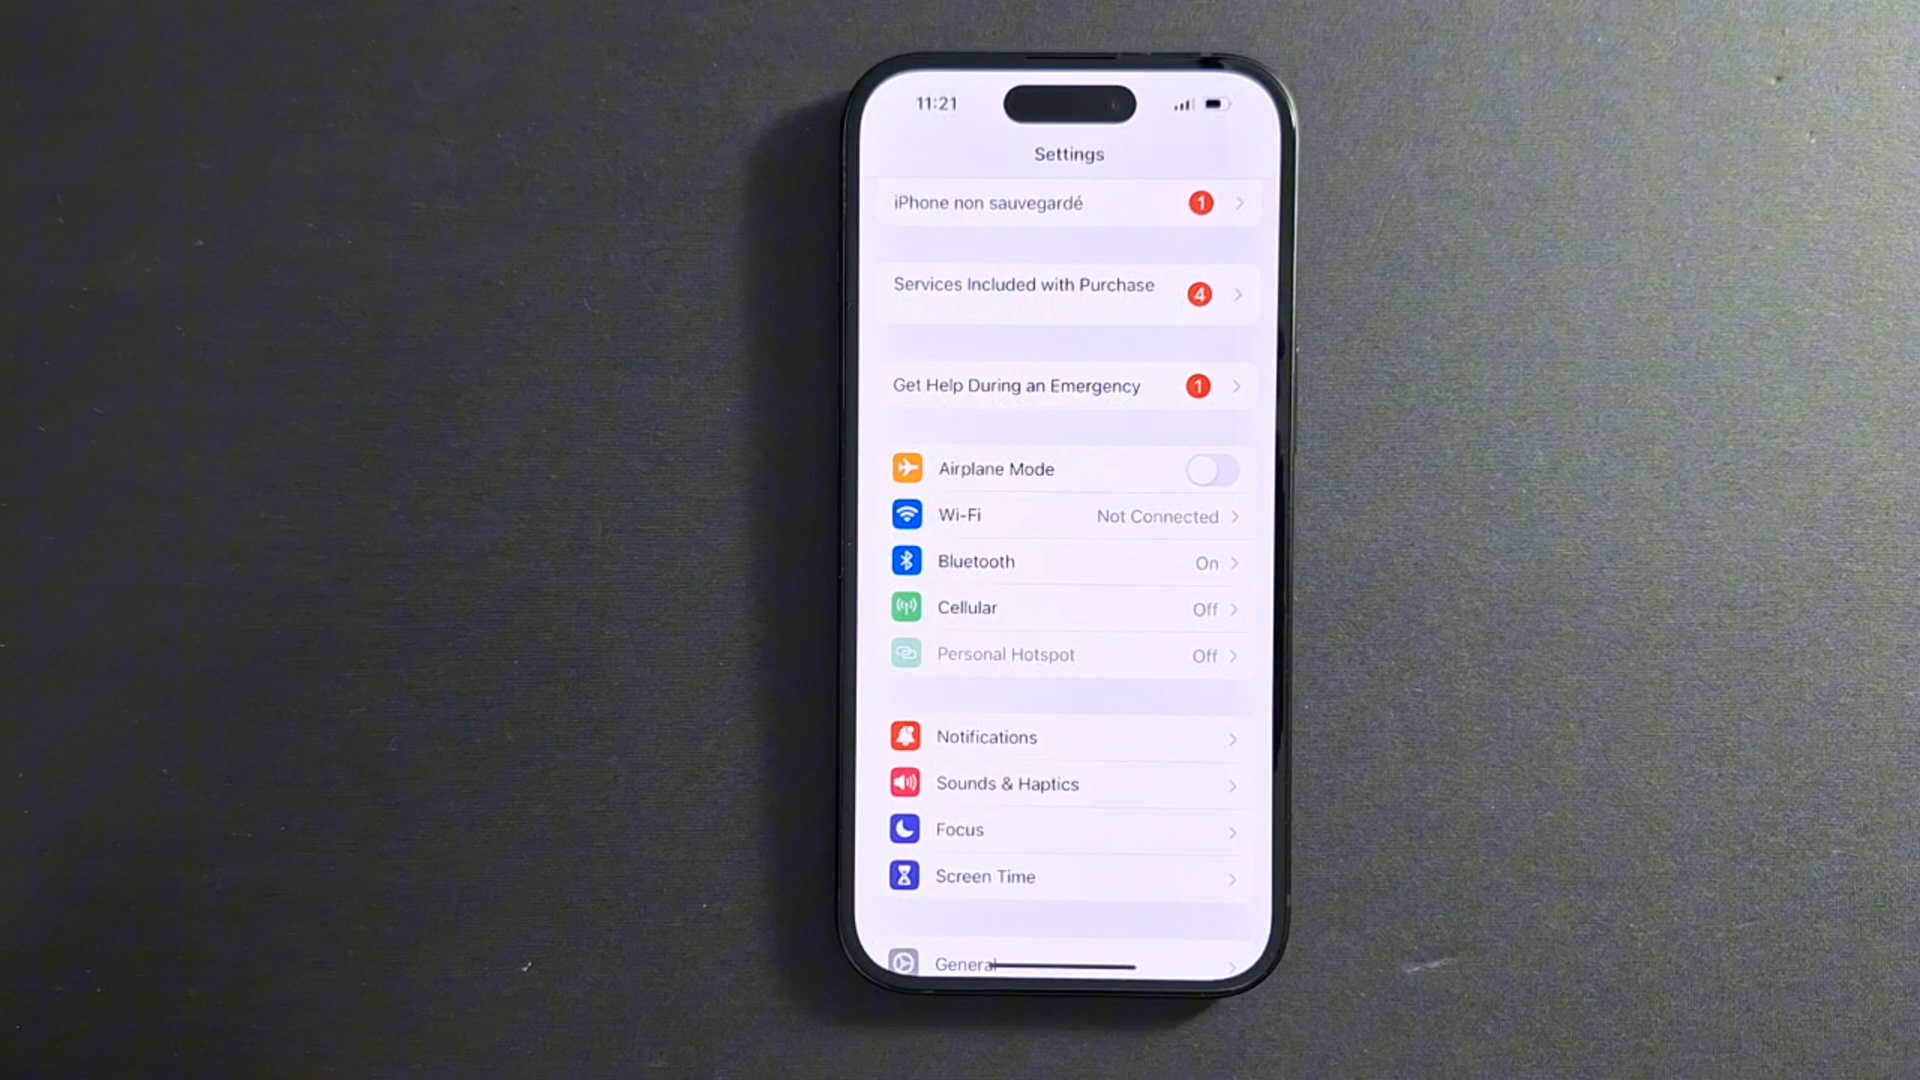 11:21
Settings
iPhone non sauvegardé 1
Services Included with Purchase 4
Get Help During an Emergency 1
Airplane Mode
Wi-Fi Not Connected
Bluetooth On
Cellular Off
Personal Hotspot Off
Notifications
Sounds & Haptics
Focus
Screen Time
General